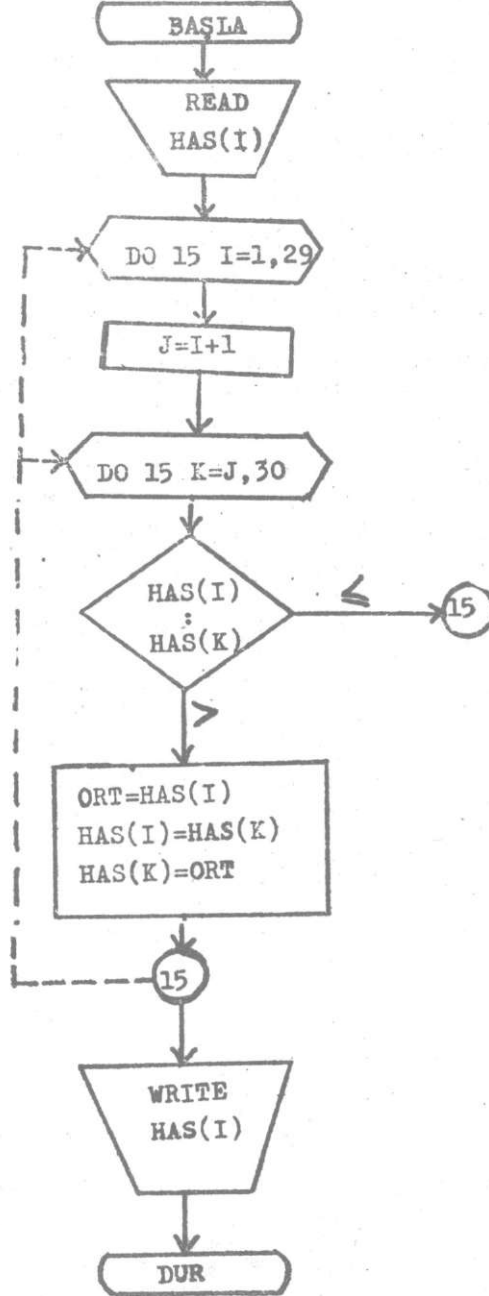 BAŞLA
READ
HAS(I)
DO 15 I=1,29
J=I+1
DO 15 K=J,30
HAS(I)
:
HAS(K)
≤
15
>
ORT=HAS(I)
HAS(I)=HAS(K)
HAS(K)=ORT
15
WRITE
HAS(I)
DUR